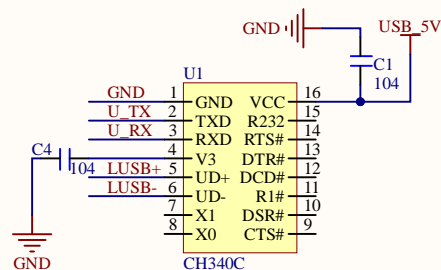 GND
USB_5V
C1
104
U1
GND 1 GND VCC 16
U_TX 2 TXD R232 15
U_RX 3 RXD RTS# 14
C4 104 4 V3 DTR# 13
LUSB+ 5 UD+ DCD# 12
LUSB- 6 UD- R1# 11
7 X1 DSR# 10
8 X0 CTS# 9
GND
CH340C